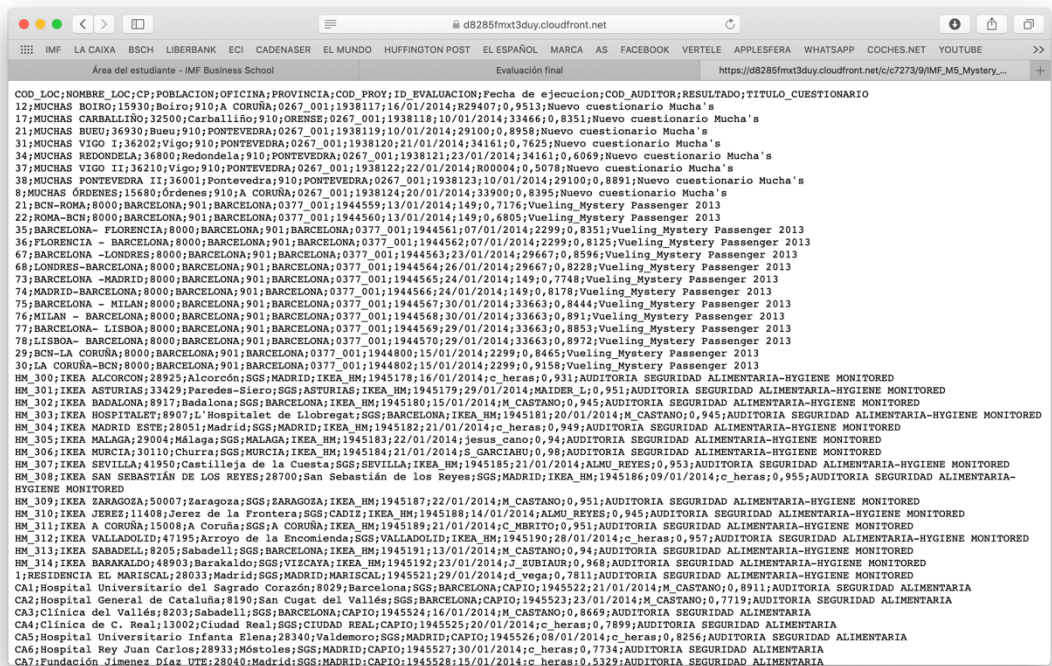 d8285fmxt3duy.cloudfront.net
IMF LA CAIXA BSCH LIBERBANK ECI CADENASER EL MUNDO HUFFINGTON POST EL ESPAÑOL MARCA AS FACEBOOK VERTELE APPLESFERA WHATSAPP COCHES.NET YOUTUBE >>
Área del estudiante - IMF Business School Evaluación final https://d8285fmxt3duy.cloudfront.net/c/c7273/9/IMF_M5_Mystery_... +
COD_LOC;NOMBRE_LOC;CP;POBLACION;OFICINA;PROVINCIA;COD_PROY;ID_EVALUACION;Fecha de ejecucion;COD_AUDITOR;RESULTADO;TITULO_CUESTIONARIO
12;MUCHAS BOIRO;15930;Boiro;910;A CORUÑA;0267_001;1938117;16/01/2014;R29407;0,9513;Nuevo cuestionario Mucha's
17;MUCHAS CARBALLIÑO;32500;Carballiño;910;ORENSE;0267_001;1938118;10/01/2014;33466;0,8351;Nuevo cuestionario Mucha's
21;MUCHAS BUEU;36930;Bueu;910;PONTEVEDRA;0267_001;1938119;10/01/2014;29100;0,8958;Nuevo cuestionario Mucha's
31;MUCHAS VIGO I;36202;Vigo;910;PONTEVEDRA;0267_001;1938120;21/01/2014;34161;0,7625;Nuevo cuestionario Mucha's
34;MUCHAS REDONDELA;36800;Redondela;910;PONTEVEDRA;0267_001;1938121;23/01/2014;34161;0,6069;Nuevo cuestionario Mucha's
37;MUCHAS VIGO II;36210;Vigo;910;PONTEVEDRA;0267_001;1938122;22/01/2014;R00004;0,5078;Nuevo cuestionario Mucha's
38;MUCHAS PONTEVEDRA II;36001;Pontevedra;910;PONTEVEDRA;0267_001;1938123;10/01/2014;29100;0,8891;Nuevo cuestionario Mucha's
8;MUCHAS ÓRDENES;15680;Órdenes;910;A CORUÑA;0267_001;1938124;20/01/2014;33900;0,8395;Nuevo cuestionario Mucha's
21;BCN-ROMA;8000;BARCELONA;901;BARCELONA;0377_001;1944559;13/01/2014;149;0,7176;Vueling_Mystery Passenger 2013
22;ROMA-BCN;8000;BARCELONA;901;BARCELONA;0377_001;1944560;13/01/2014;149;0,6805;Vueling_Mystery Passenger 2013
35;BARCELONA- FLORENCIA;8000;BARCELONA;901;BARCELONA;0377_001;1944561;07/01/2014;2299;0,8351;Vueling_Mystery Passenger 2013
36;FLORENCIA - BARCELONA;8000;BARCELONA;901;BARCELONA;0377_001;1944562;07/01/2014;2299;0,8125;Vueling_Mystery Passenger 2013
67;BARCELONA -LONDRES;8000;BARCELONA;901;BARCELONA;0377_001;1944563;23/01/2014;29667;0,8596;Vueling_Mystery Passenger 2013
68;LONDRES-BARCELONA;8000;BARCELONA;901;BARCELONA;0377_001;1944564;26/01/2014;29667;0,8228;Vueling_Mystery Passenger 2013
73;BARCELONA -MADRID;8000;BARCELONA;901;BARCELONA;0377_001;1944565;24/01/2014;149;0,7748;Vueling_Mystery Passenger 2013
74;MADRID-BARCELONA;8000;BARCELONA;901;BARCELONA;0377_001;1944566;24/01/2014;149;0,8178;Vueling_Mystery Passenger 2013
75;BARCELONA - MILAN;8000;BARCELONA;901;BARCELONA;0377_001;1944567;30/01/2014;33663;0,8444;Vueling_Mystery Passenger 2013
76;MILAN - BARCELONA;8000;BARCELONA;901;BARCELONA;0377_001;1944568;30/01/2014;33663;0,891;Vueling_Mystery Passenger 2013
77;BARCELONA- LISBOA;8000;BARCELONA;901;BARCELONA;0377_001;1944569;29/01/2014;33663;0,8853;Vueling_Mystery Passenger 2013
78;LISBOA- BARCELONA;8000;BARCELONA;901;BARCELONA;0377_001;1944570;29/01/2014;33663;0,8972;Vueling_Mystery Passenger 2013
29;BCN-LA CORUÑA;8000;BARCELONA;901;BARCELONA;0377_001;1944800;15/01/2014;2299;0,8465;Vueling_Mystery Passenger 2013
30;LA CORUÑA-BCN;8000;BARCELONA;901;BARCELONA;0377_001;1944802;15/01/2014;2299;0,9158;Vueling_Mystery Passenger 2013
HM_300;IKEA ALCORCON;28925;Alcorcón;SGS;MADRID;IKEA_HM;1945178;16/01/2014;c_heras;0,931;AUDITORIA SEGURIDAD ALIMENTARIA-HYGIENE MONITORED
HM_301;IKEA ASTURIAS;33429;Paredes-Siero;SGS;ASTURIAS;IKEA_HM;1945179;29/01/2014;MAIDER_L;0,951;AUDITORIA SEGURIDAD ALIMENTARIA-HYGIENE MONITORED
HM_302;IKEA BADALONA;8917;Badalona;SGS;BARCELONA;IKEA_HM;1945180;15/01/2014;M_CASTANO;0,945;AUDITORIA SEGURIDAD ALIMENTARIA-HYGIENE MONITORED
HM_303;IKEA HOSPITALET;8907;L'Hospitalet de Llobregat;SGS;BARCELONA;IKEA_HM;1945181;20/01/2014;M_CASTANO;0,945;AUDITORIA SEGURIDAD ALIMENTARIA-HYGIENE MONITORED
HM_304;IKEA MADRID ESTE;28051;Madrid;SGS;MADRID;IKEA_HM;1945182;21/01/2014;c_heras;0,949;AUDITORIA SEGURIDAD ALIMENTARIA-HYGIENE MONITORED
HM_305;IKEA MALAGA;29004;Málaga;SGS;MALAGA;IKEA_HM;1945183;22/01/2014;jesus_cano;0,94;AUDITORIA SEGURIDAD ALIMENTARIA-HYGIENE MONITORED
HM_306;IKEA MURCIA;30110;Churra;SGS;MURCIA;IKEA_HM;1945184;21/01/2014;S_GARCIAHU;0,98;AUDITORIA SEGURIDAD ALIMENTARIA-HYGIENE MONITORED
HM_307;IKEA SEVILLA;41950;Castilleja de la Cuesta;SGS;SEVILLA;IKEA_HM;1945185;21/01/2014;ALMU_REYES;0,953;AUDITORIA SEGURIDAD ALIMENTARIA-HYGIENE MONITORED
HM_308;IKEA SAN SEBASTIÁN DE LOS REYES;28700;San Sebastián de los Reyes;SGS;MADRID;IKEA_HM;1945186;09/01/2014;c_heras;0,955;AUDITORIA SEGURIDAD ALIMENTARIA-
HYGIENE MONITORED
HM_309;IKEA ZARAGOZA;50007;Zaragoza;SGS;ZARAGOZA;IKEA_HM;1945187;22/01/2014;M_CASTANO;0,951;AUDITORIA SEGURIDAD ALIMENTARIA-HYGIENE MONITORED
HM_310;IKEA JEREZ;11408;Jerez de la Frontera;SGS;CADIZ;IKEA_HM;1945188;14/01/2014;ALMU_REYES;0,945;AUDITORIA SEGURIDAD ALIMENTARIA-HYGIENE MONITORED
HM_311;IKEA A CORUÑA;15008;A Coruña;SGS;A CORUÑA;IKEA_HM;1945189;21/01/2014;C_MBRITO;0,951;AUDITORIA SEGURIDAD ALIMENTARIA-HYGIENE MONITORED
HM_312;IKEA VALLADOLID;47195;Arroyo de la Encomienda;SGS;VALLADOLID;IKEA_HM;1945190;28/01/2014;c_heras;0,957;AUDITORIA SEGURIDAD ALIMENTARIA-HYGIENE MONITORED
HM_313;IKEA SABADELL;8205;Sabadell;SGS;BARCELONA;IKEA_HM;1945191;13/01/2014;M_CASTANO;0,94;AUDITORIA SEGURIDAD ALIMENTARIA-HYGIENE MONITORED
HM_314;IKEA BARAKALDO;48903;Barakaldo;SGS;VIZCAYA;IKEA_HM;1945192;23/01/2014;J_ZUBIAUR;0,968;AUDITORIA SEGURIDAD ALIMENTARIA-HYGIENE MONITORED
1;RESIDENCIA EL MARISCAL;28033;Madrid;SGS;MADRID;MARISCAL;1945521;29/01/2014;d_vega;0,7811;AUDITORIA SEGURIDAD ALIMENTARIA
CA1;Hospital Universitario del Sagrado Corazón;8029;Barcelona;SGS;BARCELONA;CAPIO;1945522;21/01/2014;M_CASTANO;0,8911;AUDITORIA SEGURIDAD ALIMENTARIA
CA2;Hospital General de Cataluña;8190;San Cugat del Vallés;SGS;BARCELONA;CAPIO;1945523;23/01/2014;M_CASTANO;0,7719;AUDITORIA SEGURIDAD ALIMENTARIA
CA3;Clínica del Vallés;8203;Sabadell;SGS;BARCELONA;CAPIO;1945524;16/01/2014;M_CASTANO;0,8669;AUDITORIA SEGURIDAD ALIMENTARIA
CA4;Clínica de C. Real;13002;Ciudad Real;SGS;CIUDAD REAL;CAPIO;1945525;20/01/2014;c_heras;0,7899;AUDITORIA SEGURIDAD ALIMENTARIA
CA5;Hospital Universitario Infanta Elena;28340;Valdemoro;SGS;MADRID;CAPIO;1945526;08/01/2014;c_heras;0,8256;AUDITORIA SEGURIDAD ALIMENTARIA
CA6;Hospital Rey Juan Carlos;28933;Móstoles;SGS;MADRID;CAPIO;1945527;30/01/2014;c_heras;0,7734;AUDITORIA SEGURIDAD ALIMENTARIA
CA7;Fundación Jimenez Díaz UTE;28040;Madrid;SGS;MADRID;CAPIO;1945528;15/01/2014;c_heras;0,5329;AUDITORIA SEGURIDAD ALIMENTARIA